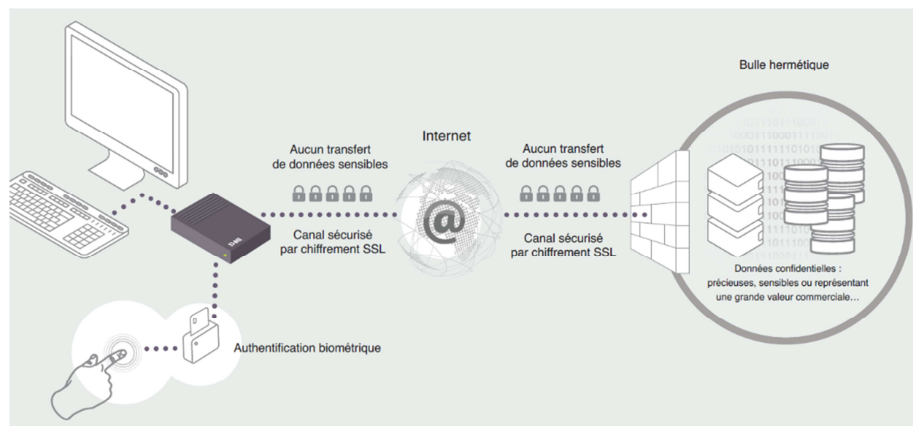 Bulle hermétique
Internet
Aucun transfert
de données sensibles
Aucun transfert
de données sensibles
@
Canal sécurisé
par chiffrement SSL
Canal sécurisé
par chiffrement SSL
Données confidentielles :
précieuses, sensibles ou représentant
une grande valeur commerciale…
Authentification biométrique